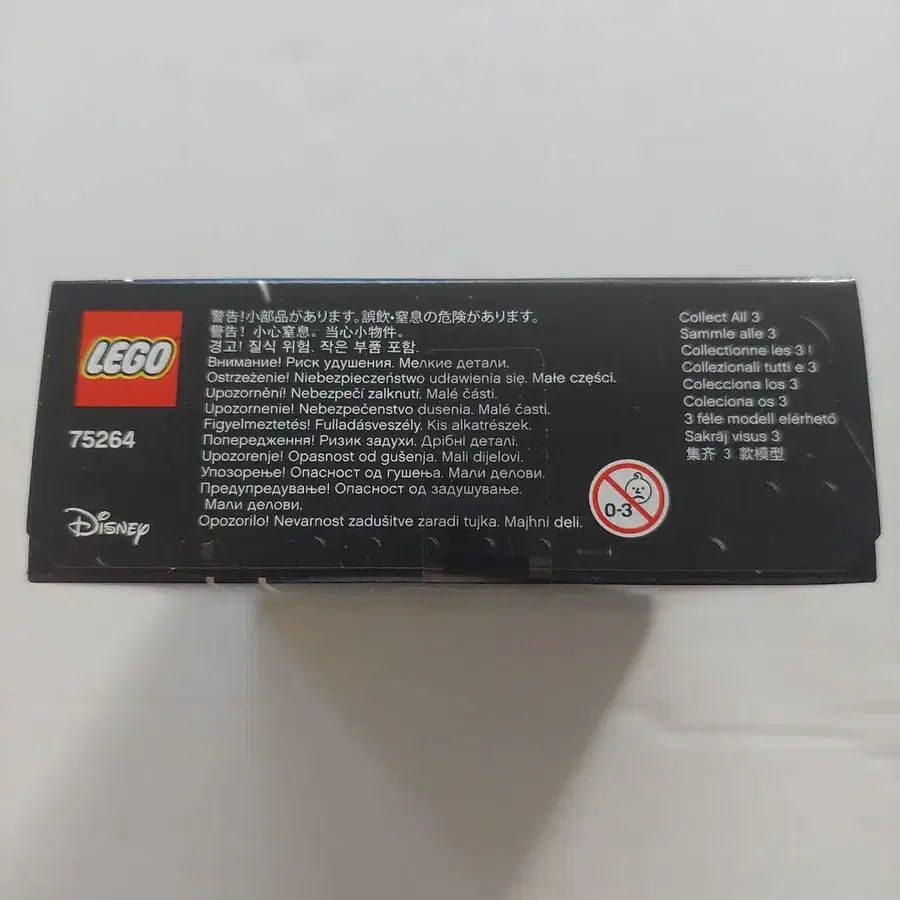 LEGO
75264
Disney
警告!小部品があります。誤飲・窒息の危険があります。
警告! 小心窒息。当心小物件。
경고! 질식 위험. 작은 부품 포함.
Внимание! Риск удушения. Мелкие детали.
Ostrzeżenie! Niebezpieczeństwo udławienia się. Małe części.
Upozornění! Nebezpečí zalknutí. Malé části.
Upozornenie! Nebezpečenstvo dusenia. Malé časti.
Figyelmeztetés! Fulladásveszély. Kis alkatrészek.
Попередження! Ризик задухи. Дрібні деталі.
Upozorenje! Opasnost od gušenja. Mali dijelovi.
Упозорење! Опасност од гушења. Мали делови.
Предупредување! Опасност од задушување.
Мали делови.
Opozorilo! Nevarnost zadušitve zaradi tujka. Majhni deli.
0-3
Collect All 3
Sammle alle 3
Collectionne les 3 !
Collezionali tutti e 3
Colecciona los 3
Coleciona os 3
3 féle modell elérhető
Sakrāj visus 3
集齐 3 款模型